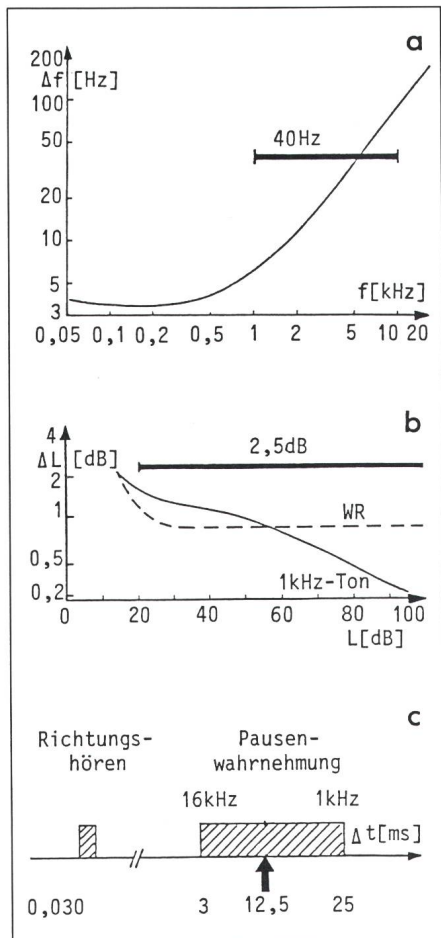 a
200
Δf [Hz]
100
50
40Hz
20
10
5
3
f[kHz]
0,05 0,1 0,2 0,5 1 2 5 10 20
b
4
ΔL [dB]
2,5dB
2
1
WR
0,5
1kHz-Ton
0,2
0 20 40 60 80 100
L[dB]
c
Richtungs-
hören
Pausen-
wahrnehmung
16kHz 1kHz
Δt[ms]
//
0,030 3 12,5 25